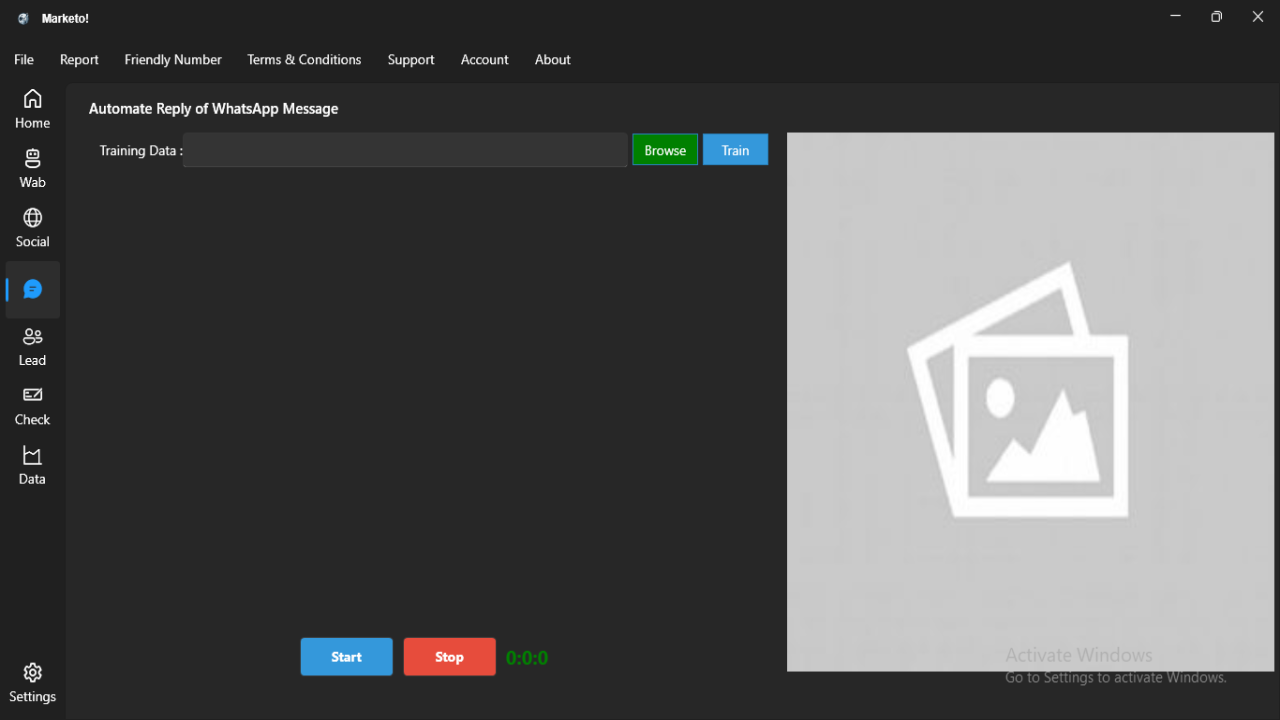 Marketo!
File Report Friendly Number Terms & Conditions Support Account About
Home
Automate Reply of WhatsApp Message
Training Data : Browse Train
Wab
Social
Lead
Check
Data
Start Stop 0:0:0
Activate Windows
Go to Settings to activate Windows.
Settings